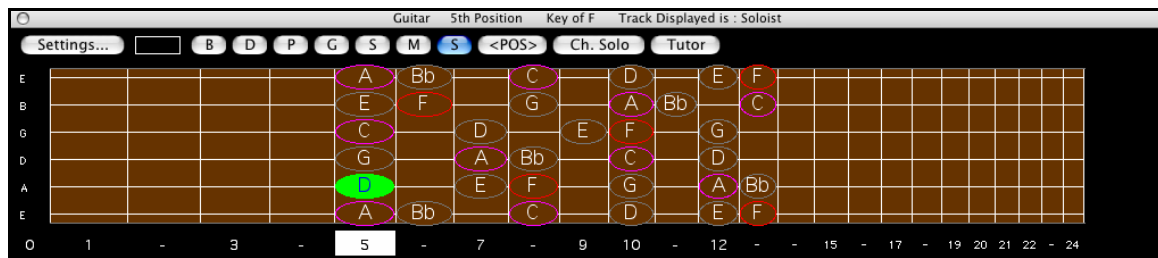 Guitar 5th Position Key of F Track Displayed is : Soloist
Settings... B D P G S M S <POS> Ch. Solo Tutor
E A Bb C D E F
B E F G A Bb C
G C D E F G
D G A Bb C D
A D E F G A Bb
E A Bb C D E F
0 1 - 3 - 5 - 7 - 9 10 - 12 - - 15 - 17 - 19 20 21 22 - 24